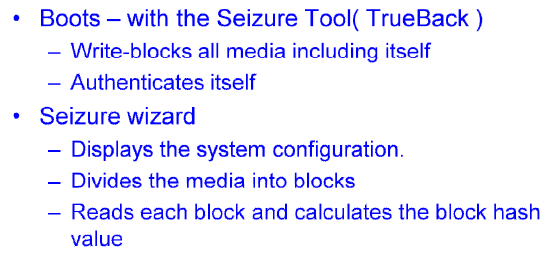 • Boots – with the Seizure Tool( TrueBack )
– Write-blocks all media including itself
– Authenticates itself
• Seizure wizard
– Displays the system configuration.
– Divides the media into blocks
– Reads each block and calculates the block hash
value